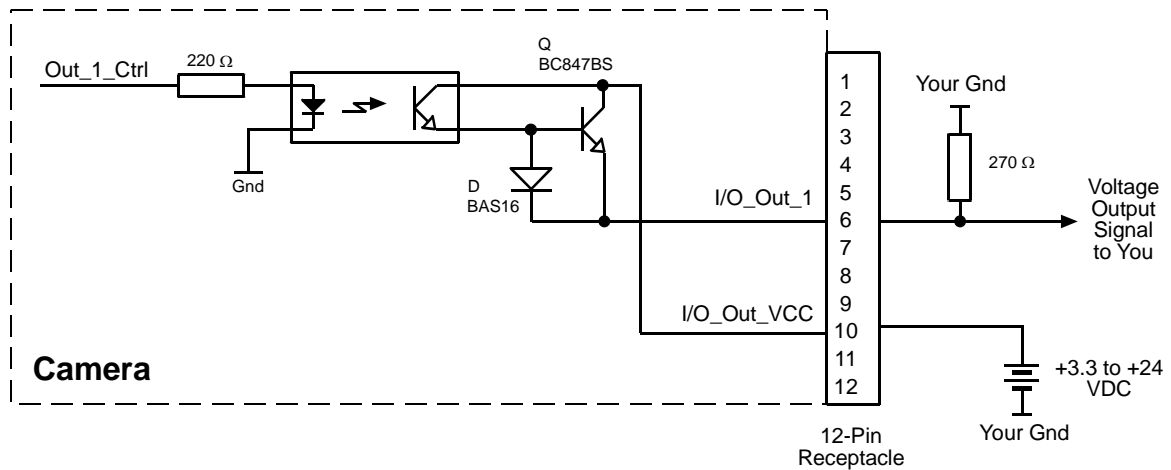 Out_1_Ctrl
220 Ω
Gnd
Q
BC847BS
D
BAS16
I/O_Out_1
I/O_Out_VCC
Camera
1
2
3
4
5
6
7
8
9
10
11
12
12-Pin
Receptacle
Your Gnd
270 Ω
Voltage
Output
Signal
to You
+3.3 to +24
VDC
Your Gnd